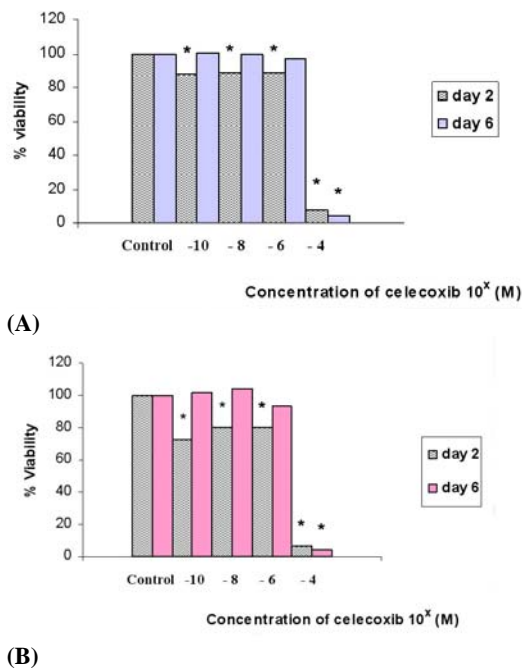 120
100
80
60
40
20
0
% viability
* * * * *
day 2
day 6
Control -10 - 8 - 6 - 4
Concentration of celecoxib 10^x (M)
(A)
120
100
80
60
40
20
0
% Viability
* * * * *
day 2
day 6
Control -10 - 8 - 6 - 4
Concentration of celecoxib 10^x (M)
(B)